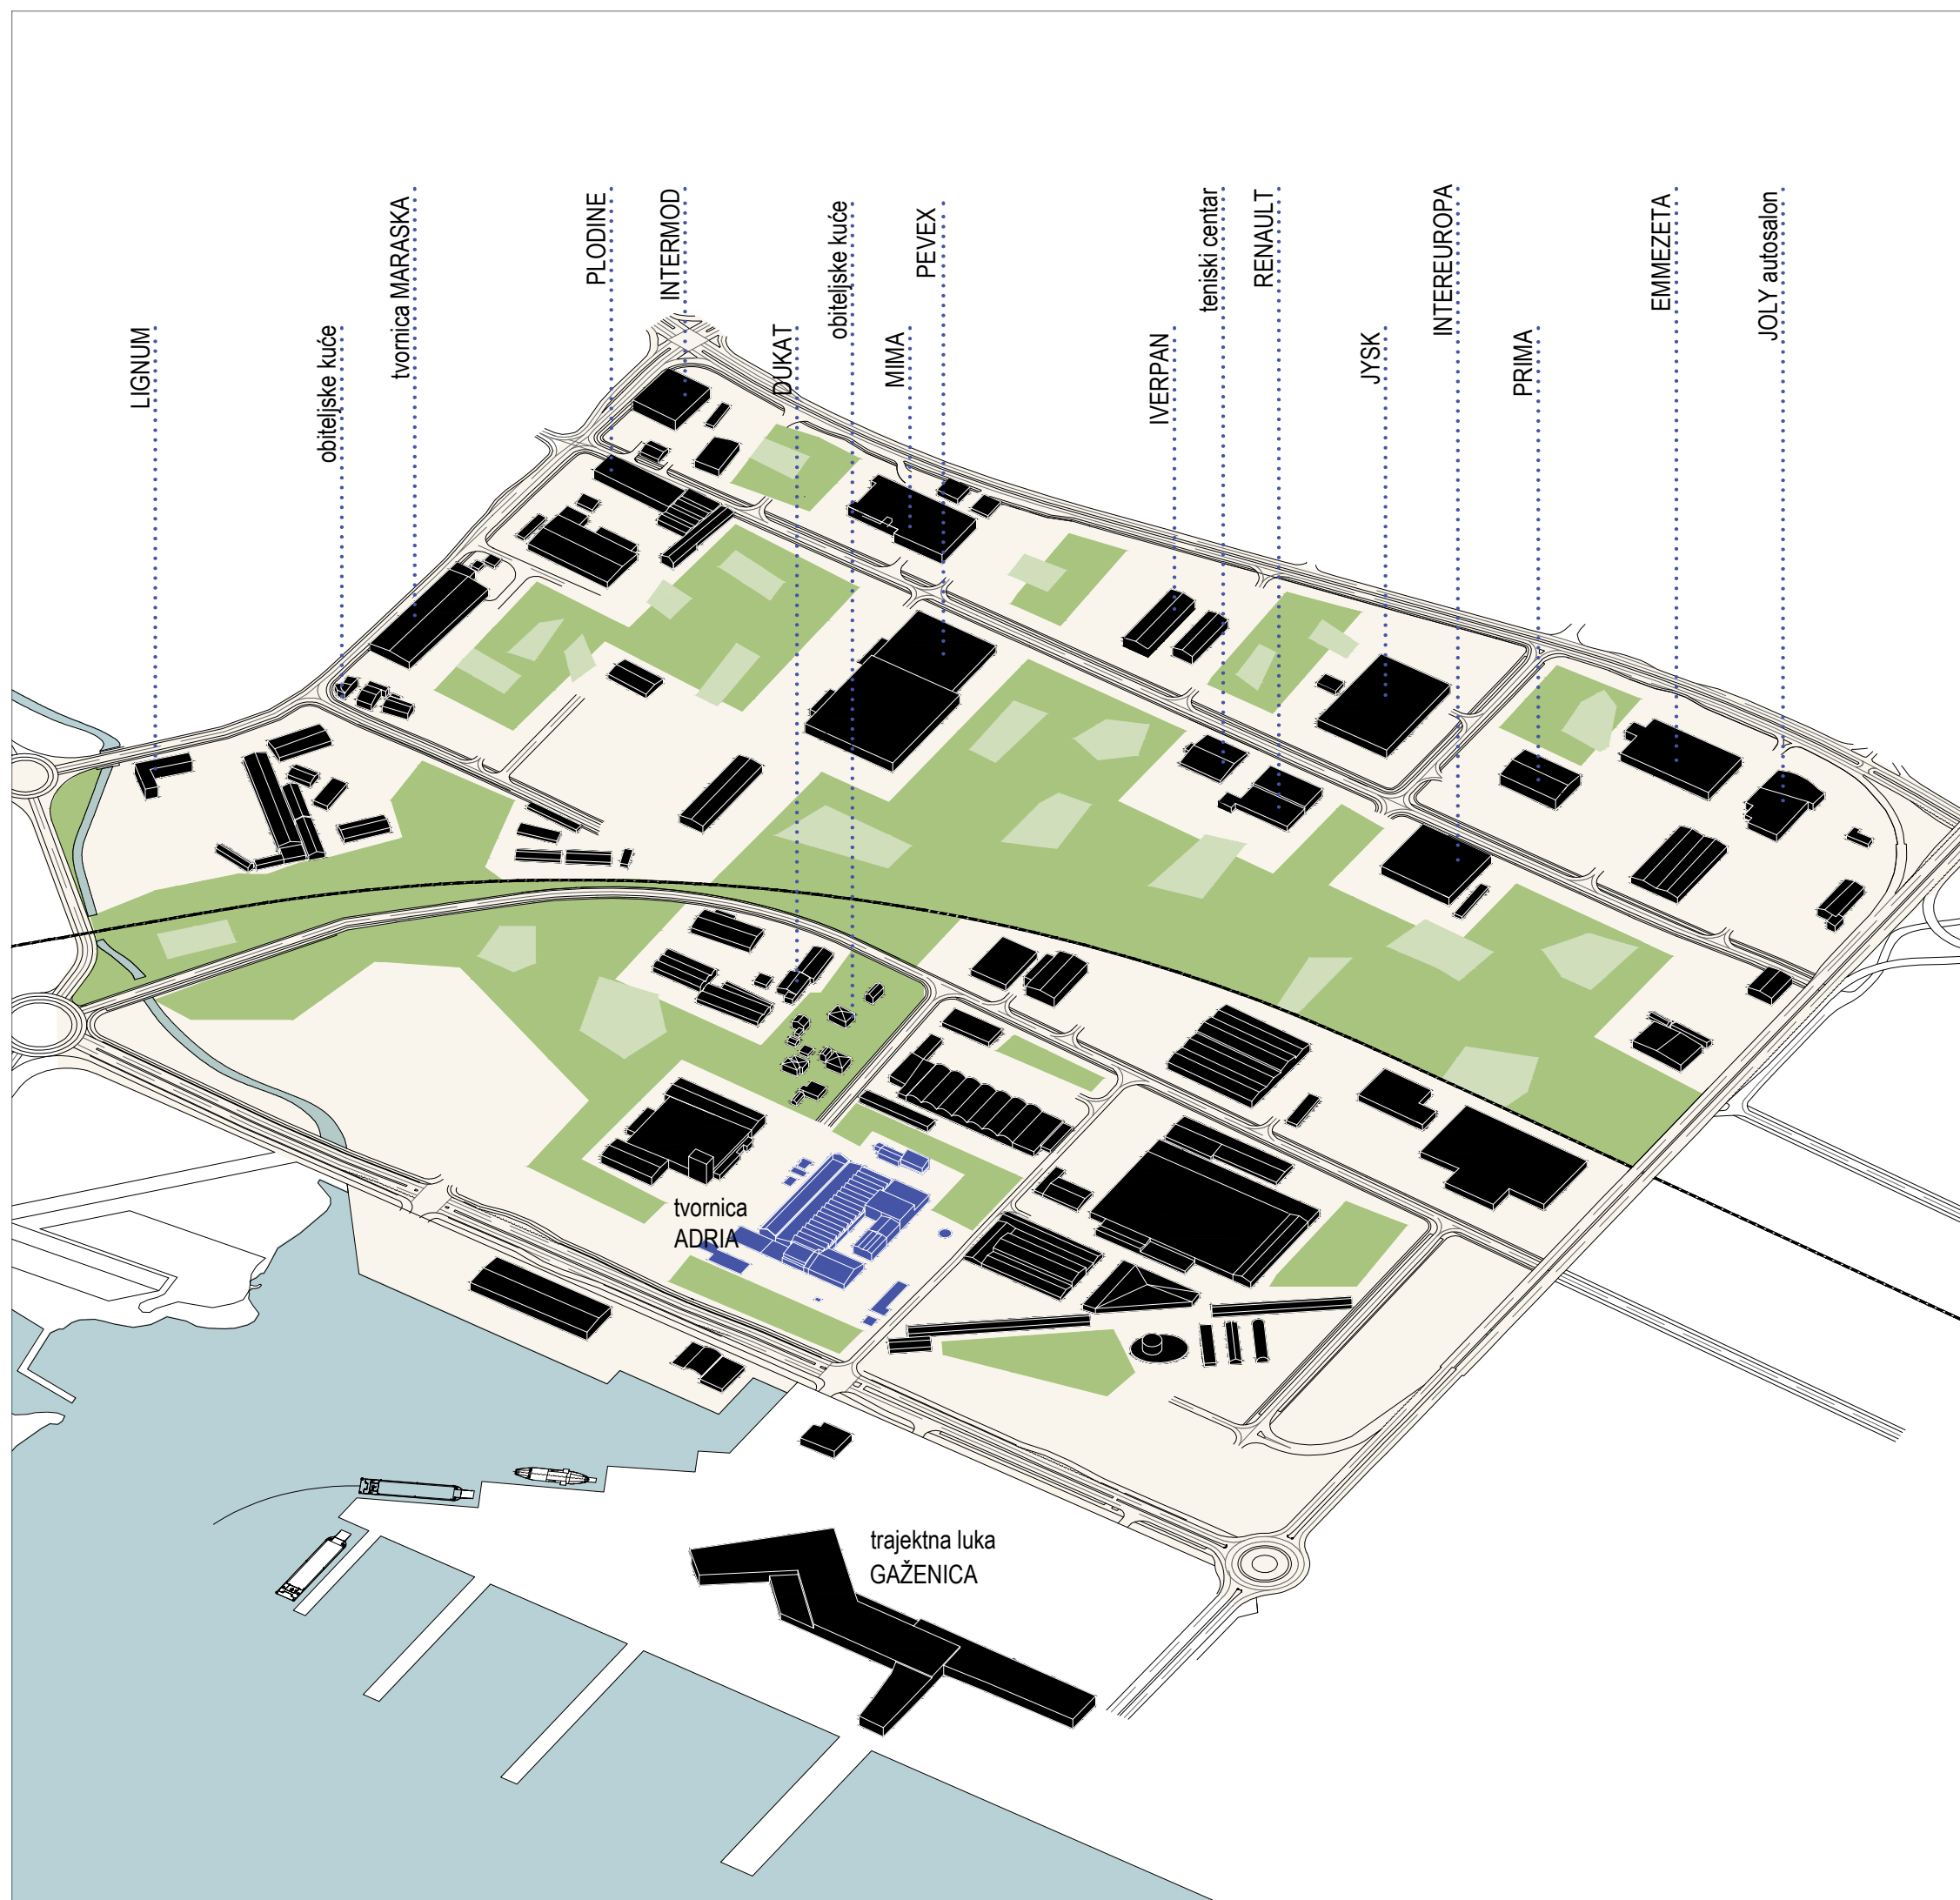 LIGNUM
obiteljske kuće
tvornica MARASKA
PLODINE
INTERMOD
DUKAT
obiteljske kuće
MIMA
PEVEX
IVERPAN
teniski centar
RENAULT
JYSK
INTEREUROPA
PRIMA
EMMEZETA
JOLY autosalon
tvornica
ADRIA
trajektna luka
GAŽENICA